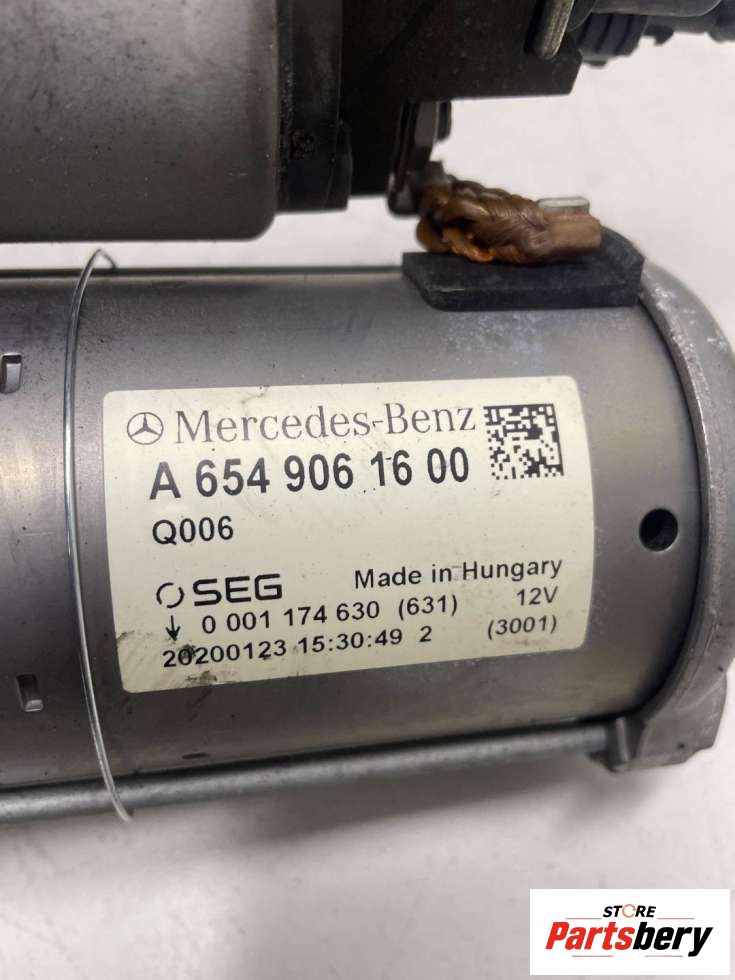 Mercedes-Benz
A 654 906 16 00
Q006
SEG Made in Hungary
0 001 174 630 (631) 12V
20200123 15:30:49 2 (3001)
STORE
Partsbery